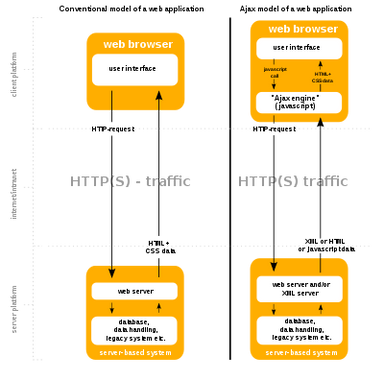 Conventional model of a web application
Ajax model of a web application
client platform
internet/intranet
server platform
web browser
user interface
HTTP-request
HTTP(S) - traffic
HTML +
CSS data
web server
database,
data handling,
legacy system etc.
server-based system
web browser
user interface
javascript
call
HTML+
CSS data
"Ajax engine"
(javascript)
HTTP-request
HTTP(S) traffic
XML or HTML
or Javascript data
web server and/or
XML server
database,
data handling,
legacy system etc.
server-based system